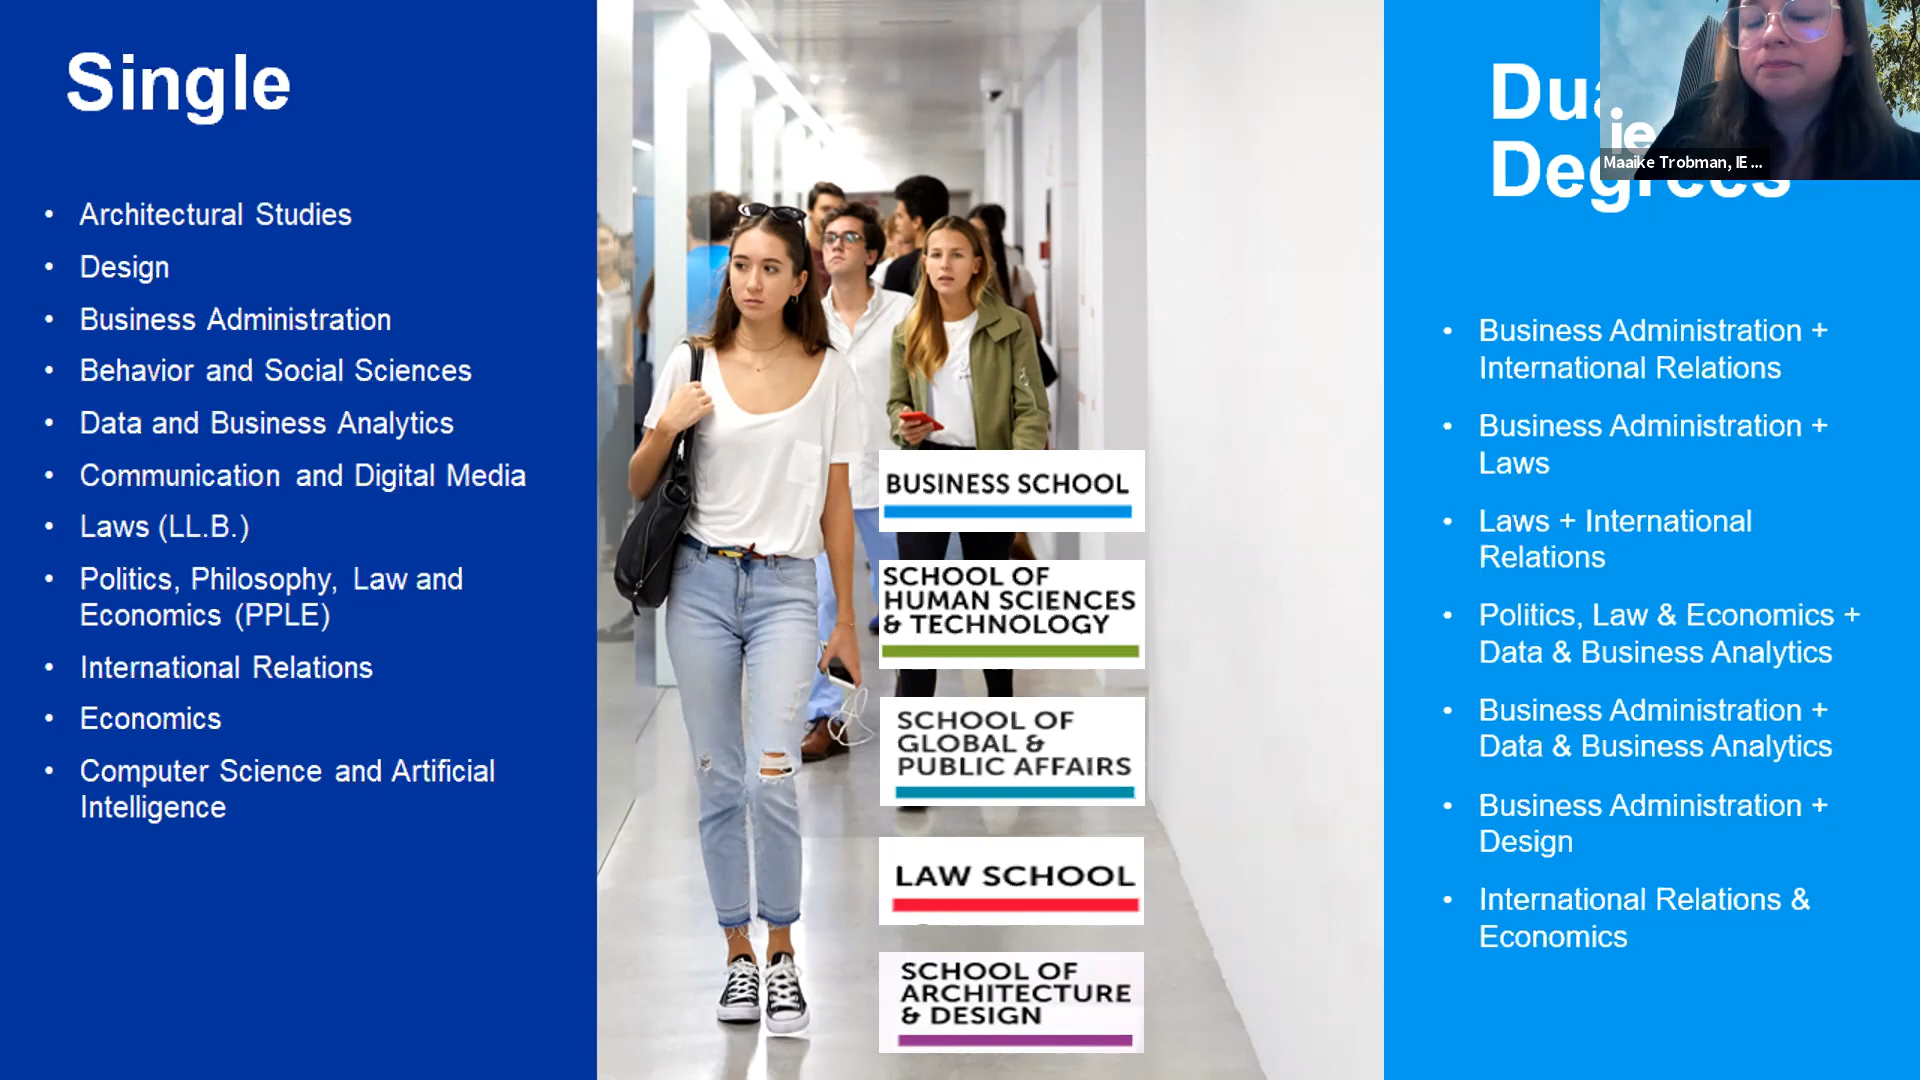 Single
• Architectural Studies
• Design
• Business Administration
• Behavior and Social Sciences
• Data and Business Analytics
• Communication and Digital Media
• Laws (LL.B.)
• Politics, Philosophy, Law and
Economics (PPLE)
• International Relations
• Economics
• Computer Science and Artificial
Intelligence
BUSINESS SCHOOL
SCHOOL OF
HUMAN SCIENCES
& TECHNOLOGY
SCHOOL OF
GLOBAL &
PUBLIC AFFAIRS
LAW SCHOOL
SCHOOL OF
ARCHITECTURE
& DESIGN
Degrees
ie
Maaike Trobman, IE ...
• Business Administration +
International Relations
• Business Administration +
Laws
• Laws + International
Relations
• Politics, Law & Economics +
Data & Business Analytics
• Business Administration +
Data & Business Analytics
• Business Administration +
Design
• International Relations &
Economics